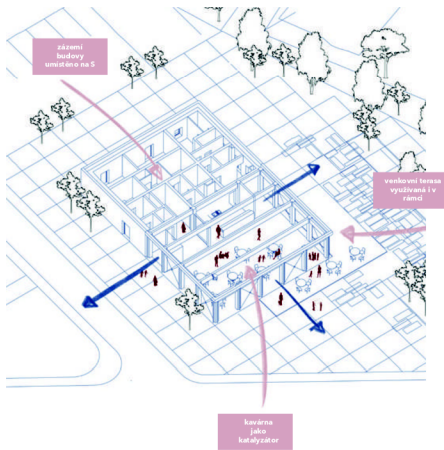 zázemí
budovy
umístěno na S
venkovní terasa
využívaná i v
rámci
kavárna
jako
katalyzátor